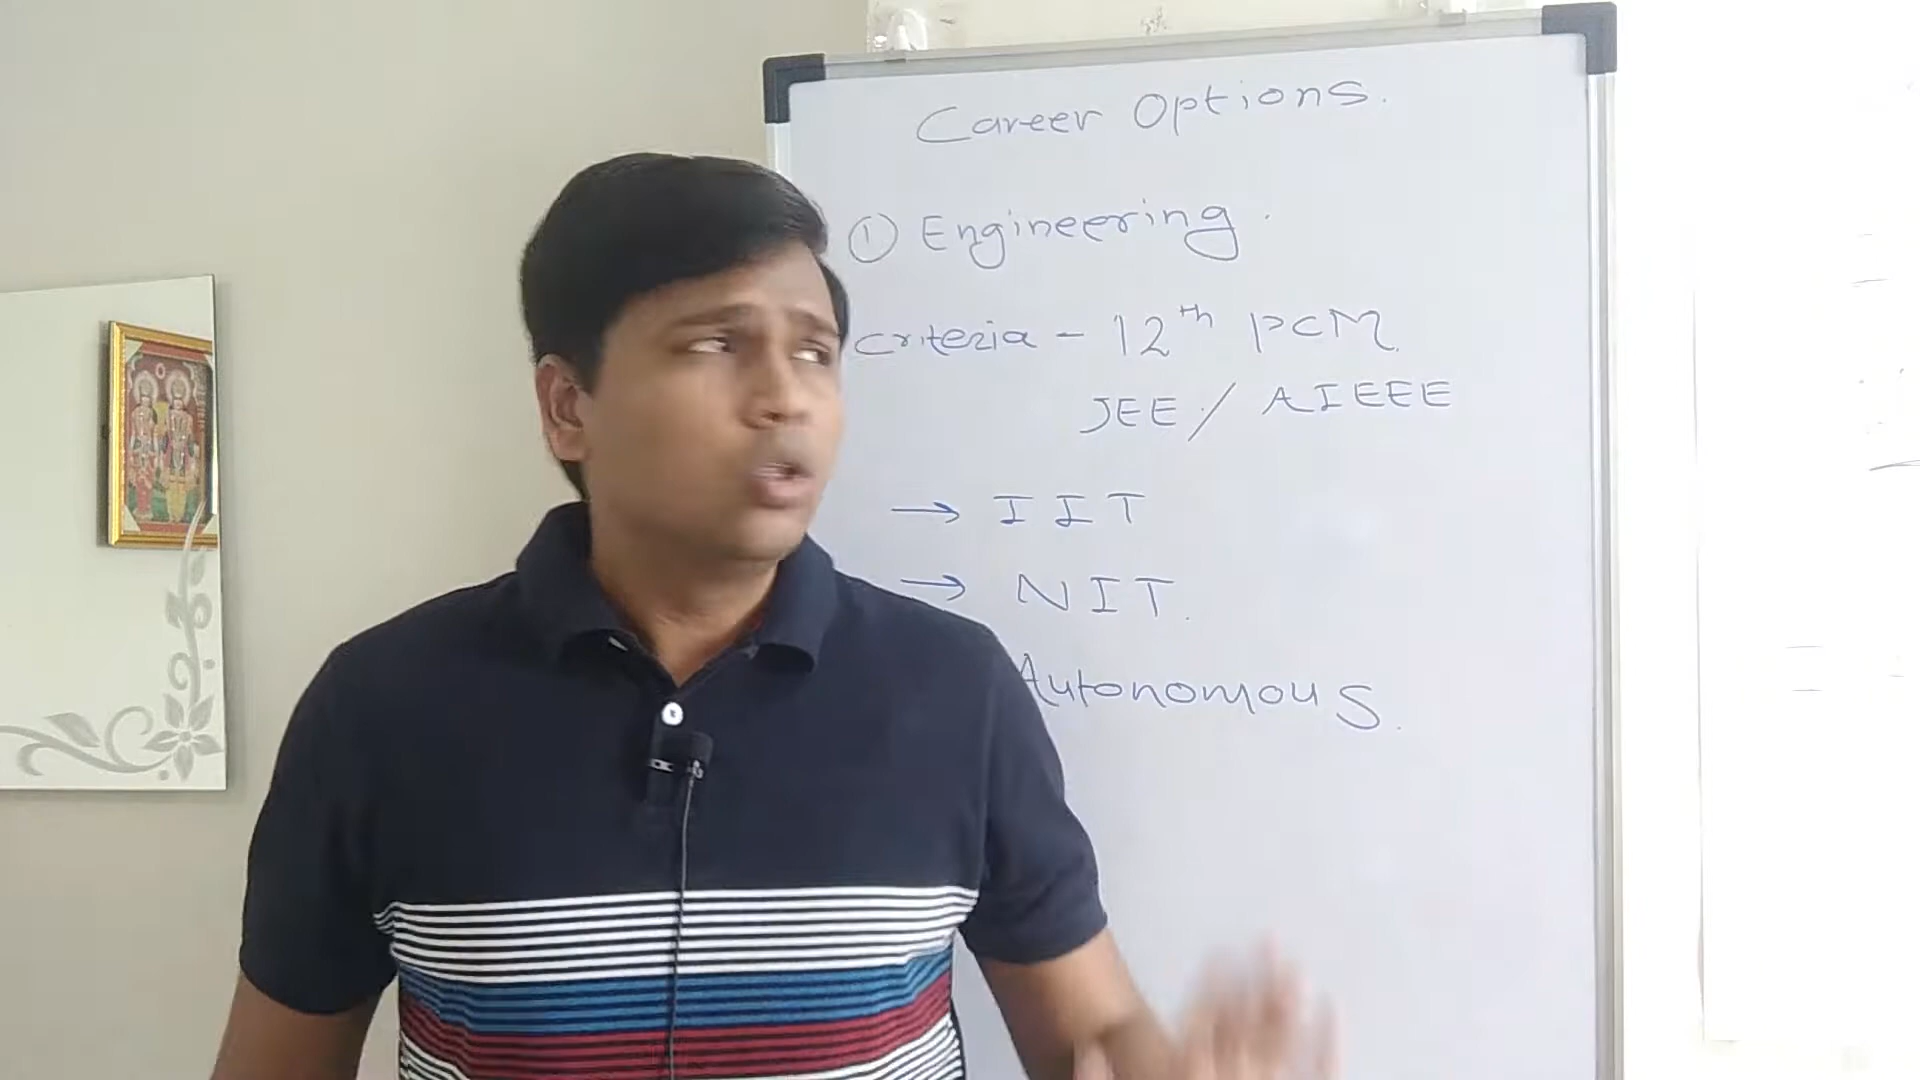 Career Options.
① Engineering.
criteria - 12th PCM.
JEE / AIEEE
→ IIT
→ NIT.
Autonomous.